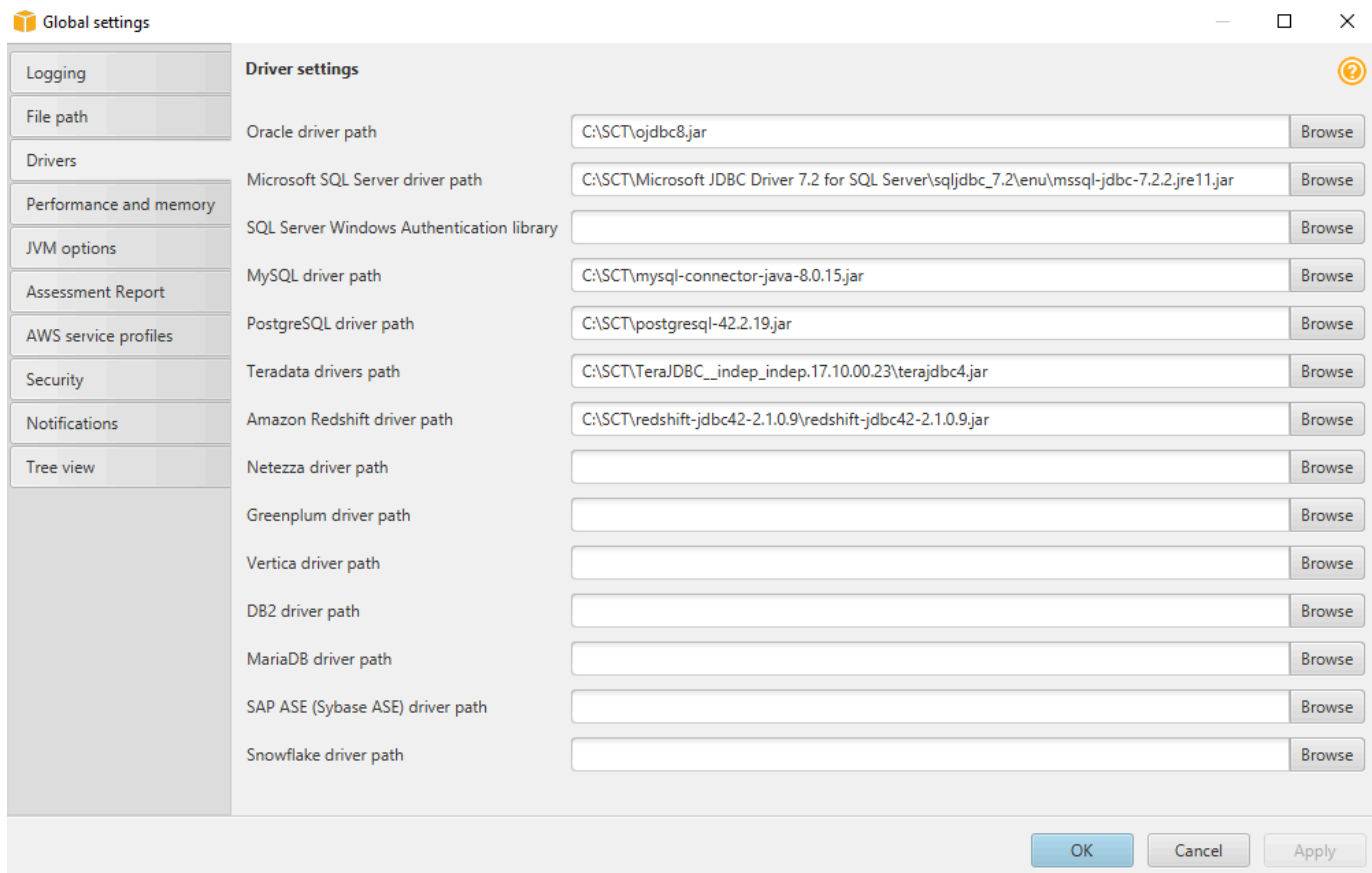 Global settings
Logging
File path
Drivers
Performance and memory
JVM options
Assessment Report
AWS service profiles
Security
Notifications
Tree view
Driver settings
?
Oracle driver path C:\SCT\ojdbc8.jar Browse
Microsoft SQL Server driver path C:\SCT\Microsoft JDBC Driver 7.2 for SQL Server\sqljdbc_7.2\enu\mssql-jdbc-7.2.2.jre11.jar Browse
SQL Server Windows Authentication library Browse
MySQL driver path C:\SCT\mysql-connector-java-8.0.15.jar Browse
PostgreSQL driver path C:\SCT\postgresql-42.2.19.jar Browse
Teradata drivers path C:\SCT\TeraJDBC__indep_indep.17.10.00.23\terajdbc4.jar Browse
Amazon Redshift driver path C:\SCT\redshift-jdbc42-2.1.0.9\redshift-jdbc42-2.1.0.9.jar Browse
Netezza driver path Browse
Greenplum driver path Browse
Vertica driver path Browse
DB2 driver path Browse
MariaDB driver path Browse
SAP ASE (Sybase ASE) driver path Browse
Snowflake driver path Browse
OK Cancel Apply